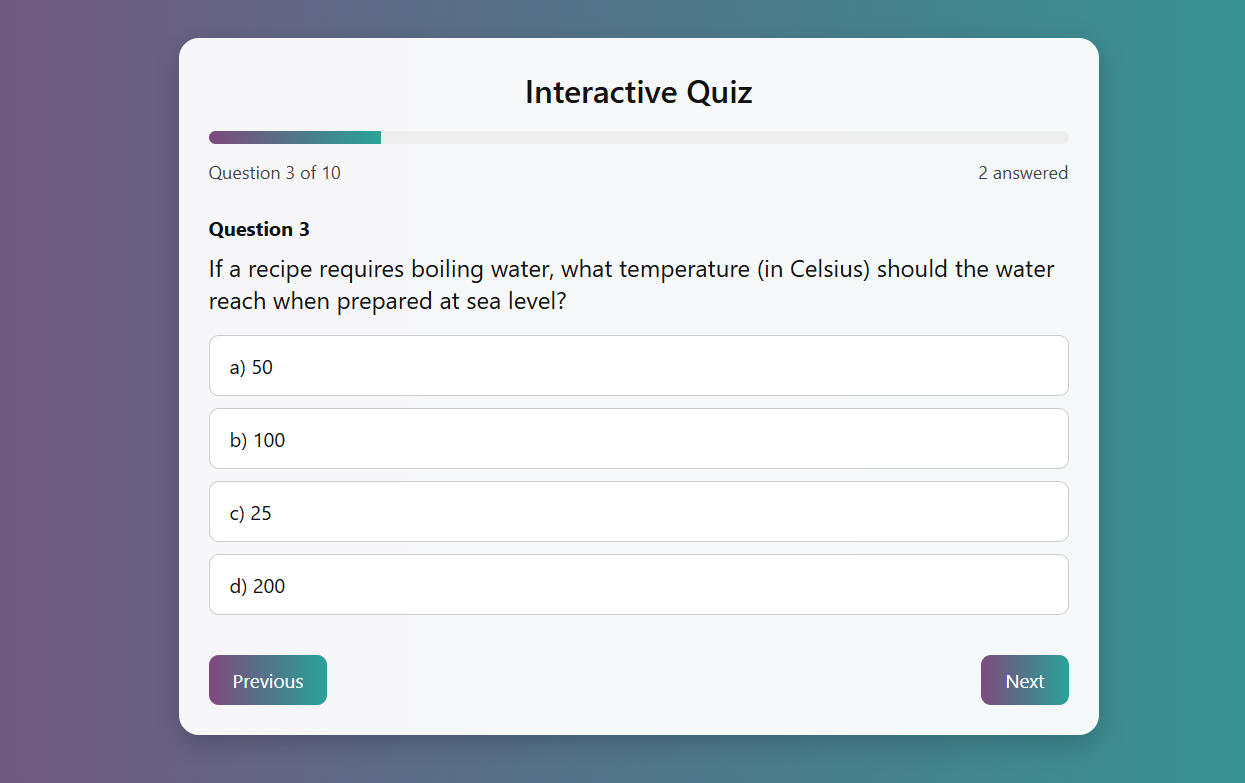 Interactive Quiz
Question 3 of 10
2 answered
Question 3
If a recipe requires boiling water, what temperature (in Celsius) should the water
reach when prepared at sea level?
a) 50
b) 100
c) 25
d) 200
Previous
Next